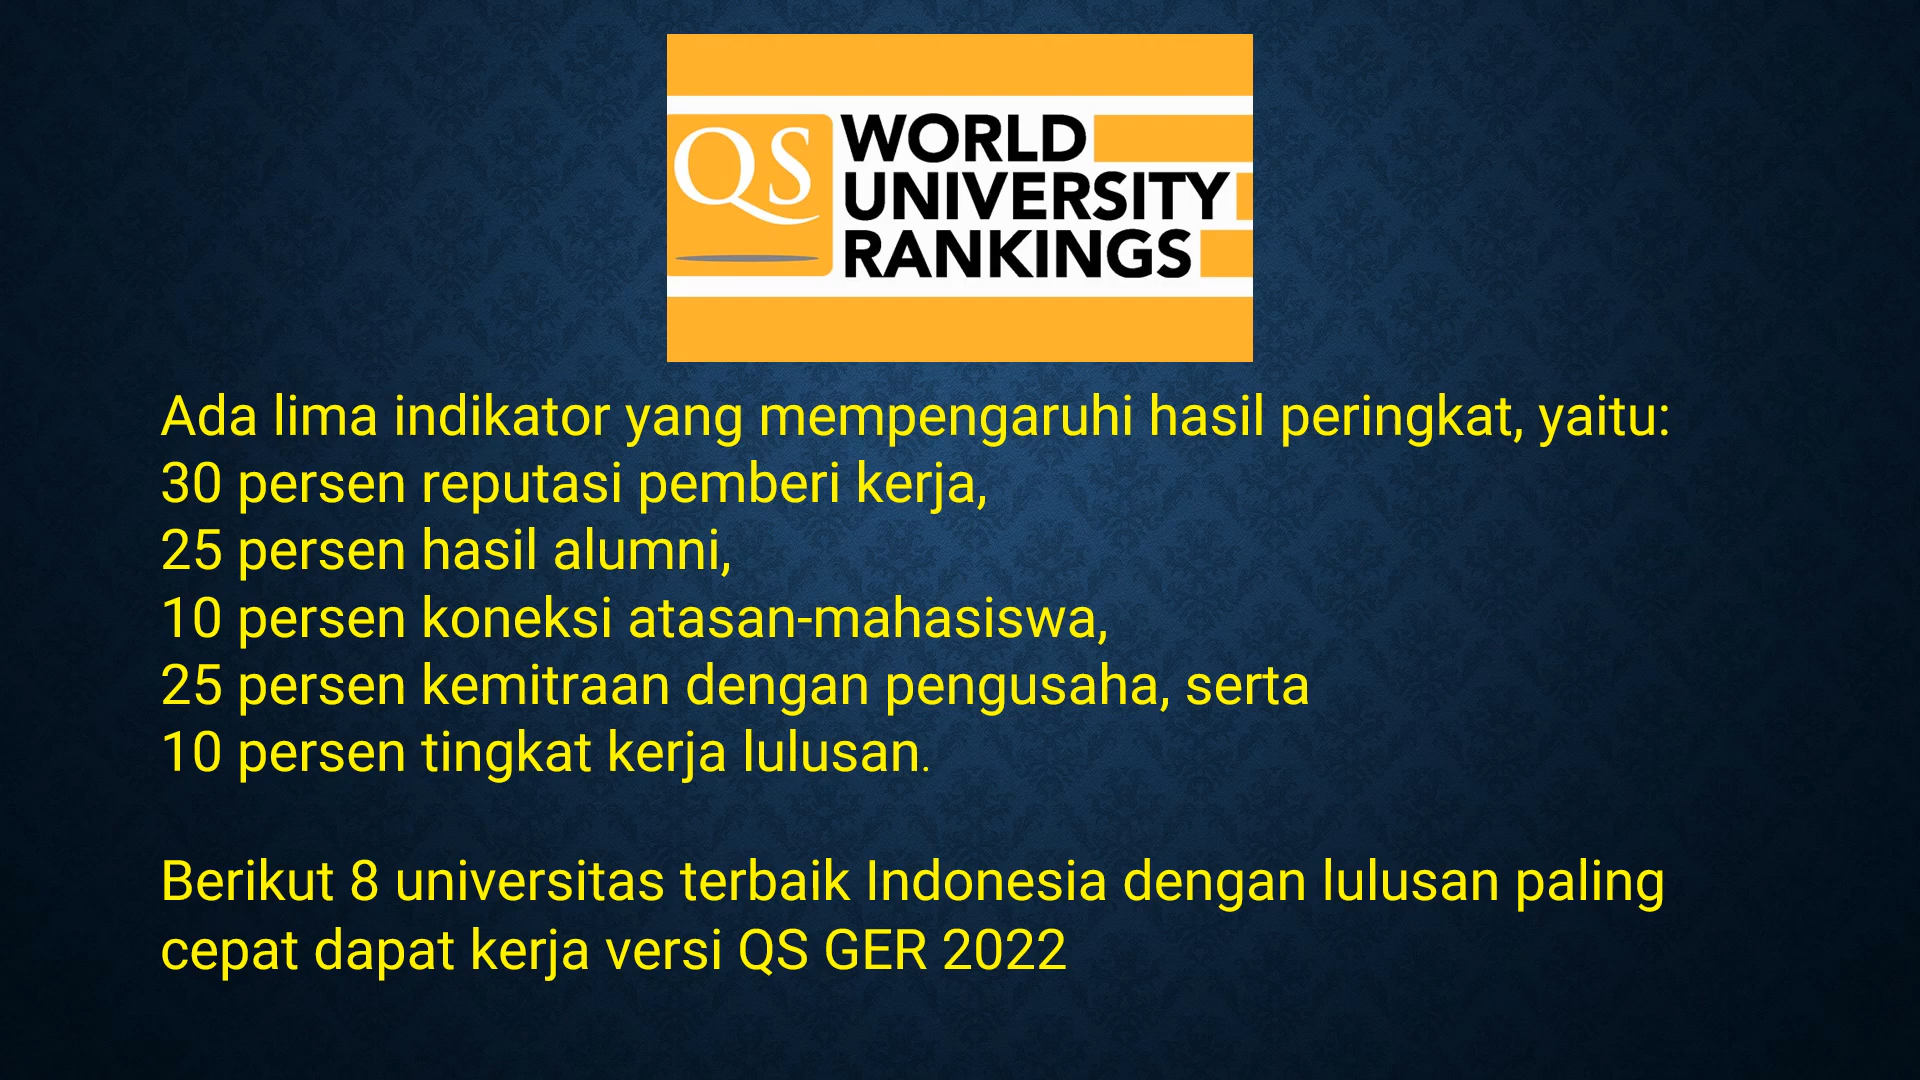 QS
WORLD
UNIVERSITY
RANKINGS
Ada lima indikator yang mempengaruhi hasil peringkat, yaitu:
30 persen reputasi pemberi kerja,
25 persen hasil alumni,
10 persen koneksi atasan-mahasiswa,
25 persen kemitraan dengan pengusaha, serta
10 persen tingkat kerja lulusan.
Berikut 8 universitas terbaik Indonesia dengan lulusan paling
cepat dapat kerja versi QS GER 2022